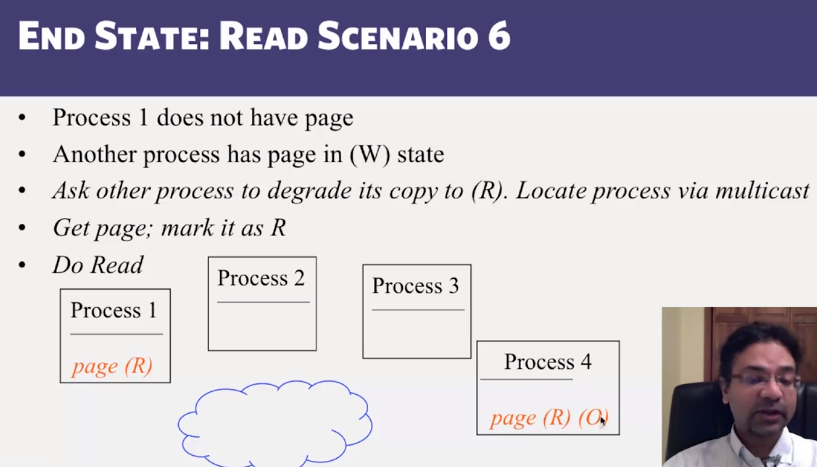 END STATE: READ SCENARIO 6
• Process 1 does not have page
• Another process has page in (W) state
• Ask other process to degrade its copy to (R). Locate process via multicast
• Get page; mark it as R
• Do Read
Process 1
page (R)
Process 2
Process 3
Process 4
page (R) (O)